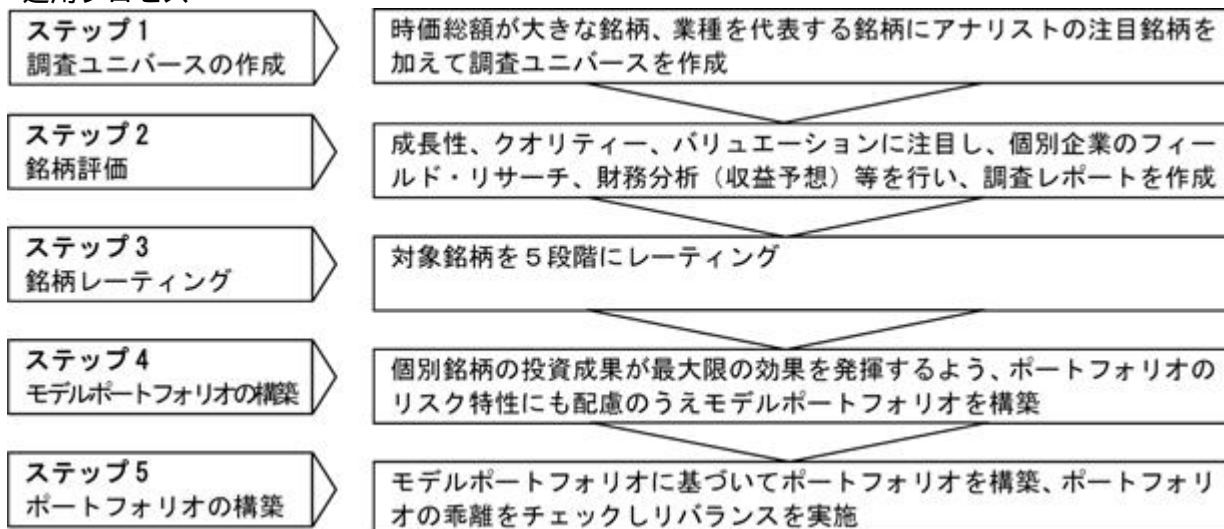 ステップ1
調査ユニバースの作成
時価総額が大きな銘柄、業種を代表する銘柄にアナリストの注目銘柄を
加えて調査ユニバースを作成
ステップ2
銘柄評価
成長性、クオリティー、バリュエーションに注目し、個別企業のフィー
ルド・リサーチ、財務分析（収益予想）等を行い、調査レポートを作成
ステップ3
銘柄レーティング
対象銘柄を5段階にレーティング
ステップ4
モデルポートフォリオの構築
個別銘柄の投資成果が最大限の効果を発揮するよう、ポートフォリオの
リスク特性にも配慮のうえモデルポートフォリオを構築
ステップ5
ポートフォリオの構築
モデルポートフォリオに基づいてポートフォリオを構築、ポートフォリ
オの乖離をチェックしリバランスを実施